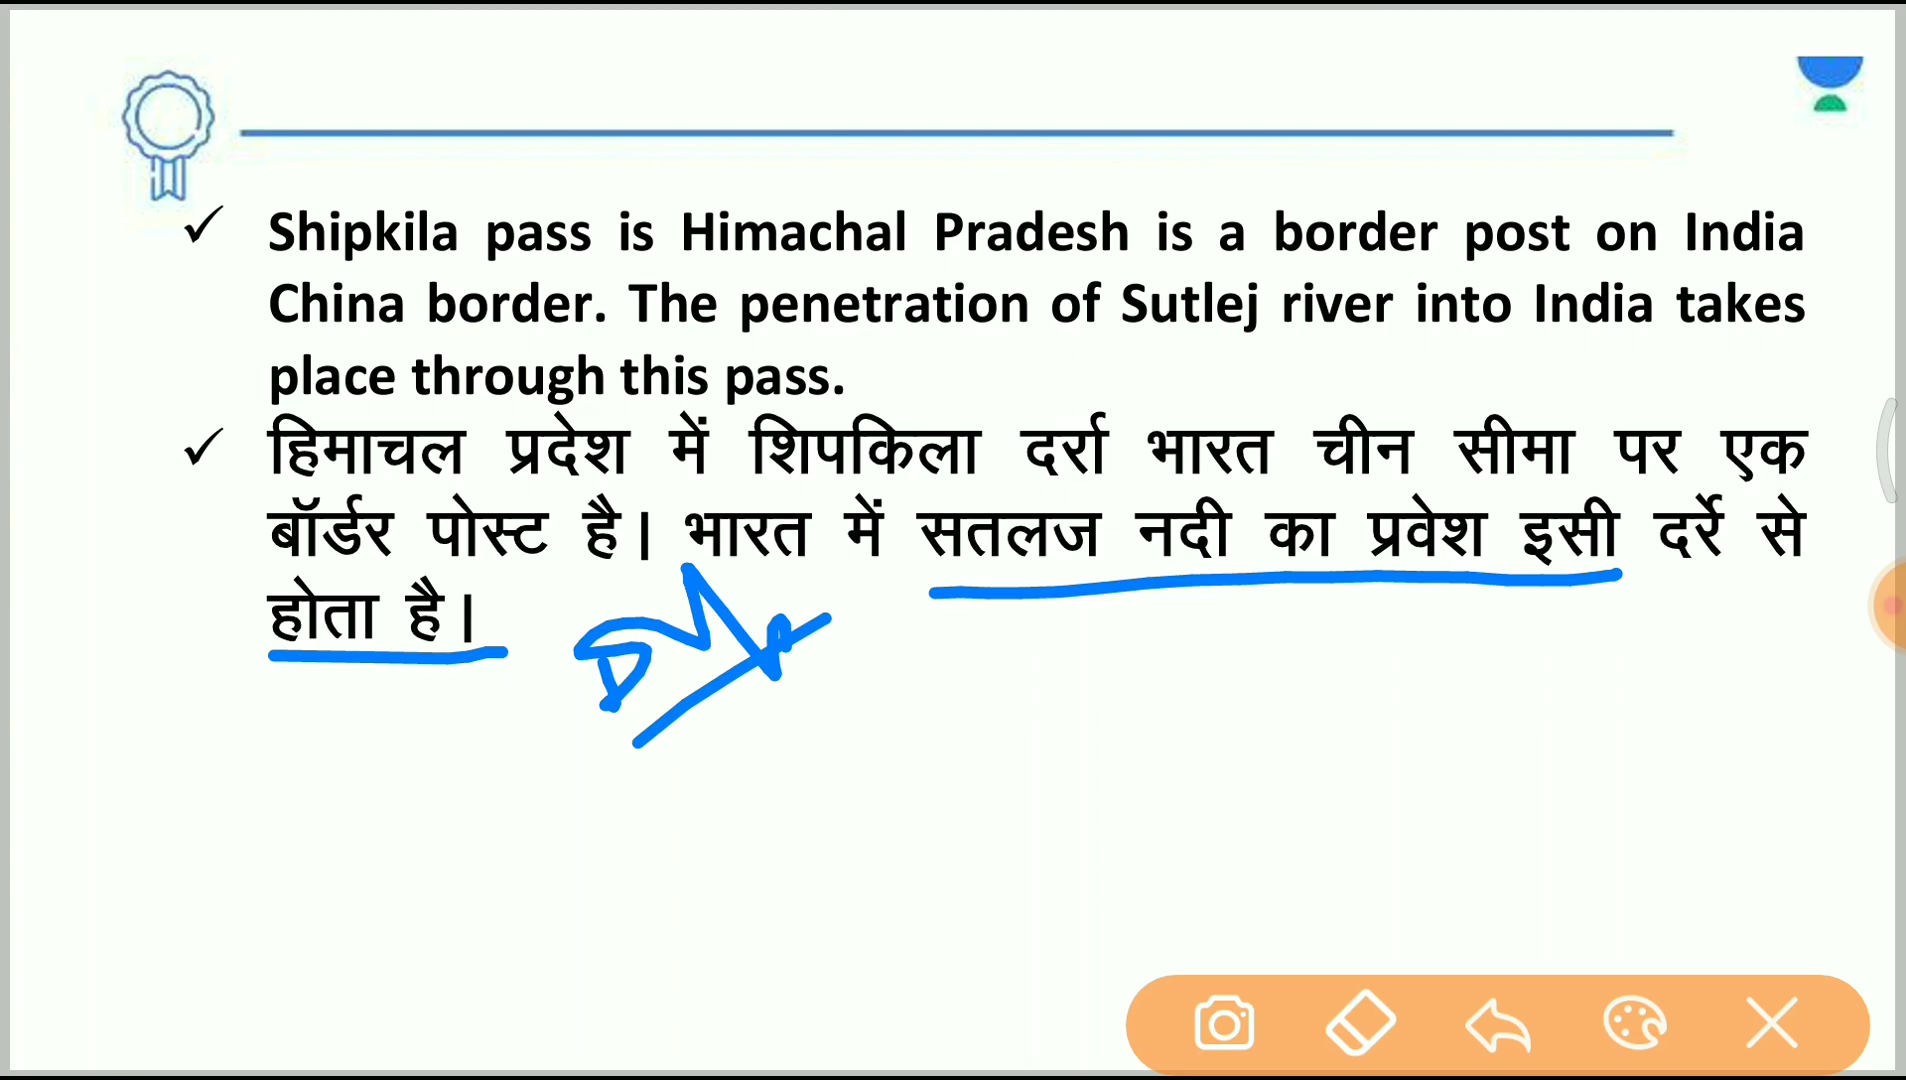 ✓ Shipkila pass is Himachal Pradesh is a border post on India
China border. The penetration of Sutlej river into India takes
place through this pass.
✓ हिमाचल प्रदेश में शिपकिला दर्रा भारत चीन सीमा पर एक
बॉर्डर पोस्ट है। भारत में सतलज नदी का प्रवेश इसी दर्रे से
होता है।